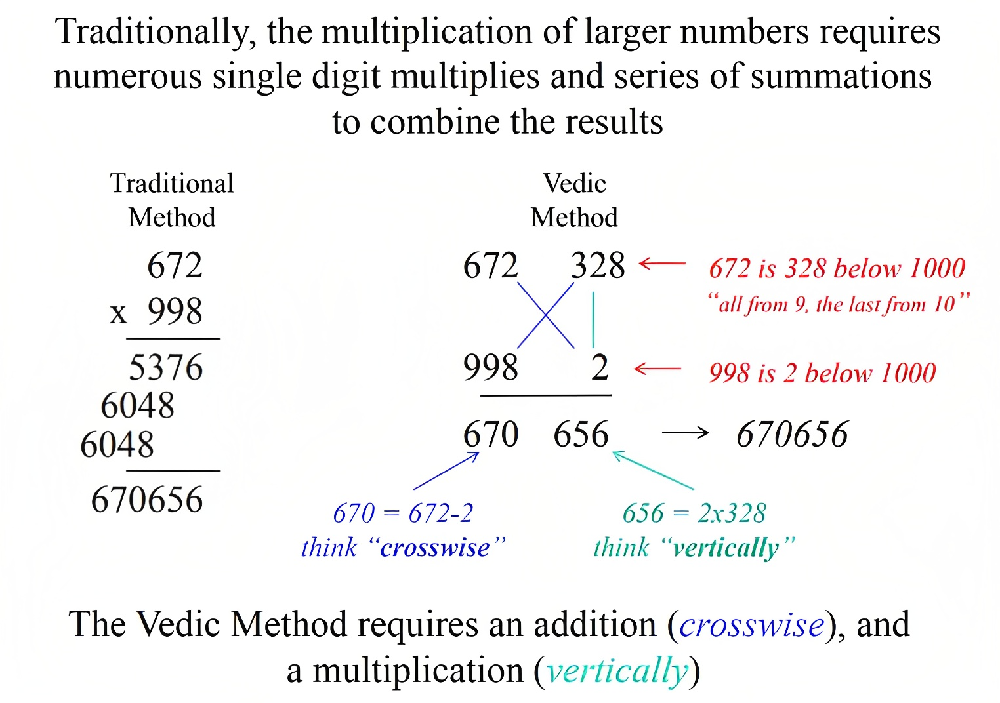 Traditionally, the multiplication of larger numbers requires
numerous single digit multiplies and series of summations
to combine the results
Traditional
Method
672
x 998
5376
6048
6048
670656
Vedic
Method
672 328 672 is 328 below 1000
"all from 9, the last from 10"
998 2 998 is 2 below 1000
670 656 → 670656
670 = 672-2
think "crosswise"
656 = 2x328
think "vertically"
The Vedic Method requires an addition (crosswise), and
a multiplication (vertically)